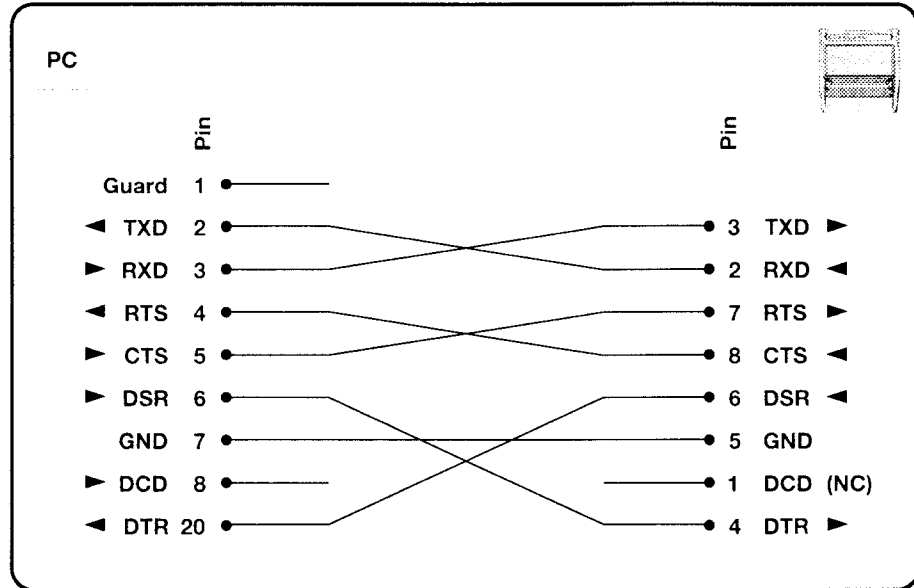 PC
Pin Pin
Guard 1
◄ TXD 2 3 TXD ►
► RXD 3 2 RXD ◄
◄ RTS 4 7 RTS ►
► CTS 5 8 CTS ◄
► DSR 6 6 DSR ◄
GND 7 5 GND
► DCD 8 1 DCD (NC)
◄ DTR 20 4 DTR ►